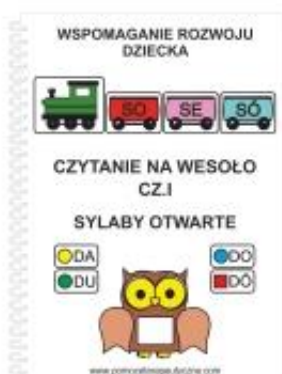 WSPOMAGANIE ROZWOJU
DZIECKA
SO SE SÓ
CZYTANIE NA WESOŁO
CZ.I
SYLABY OTWARTE
DA DO
DU DÓ